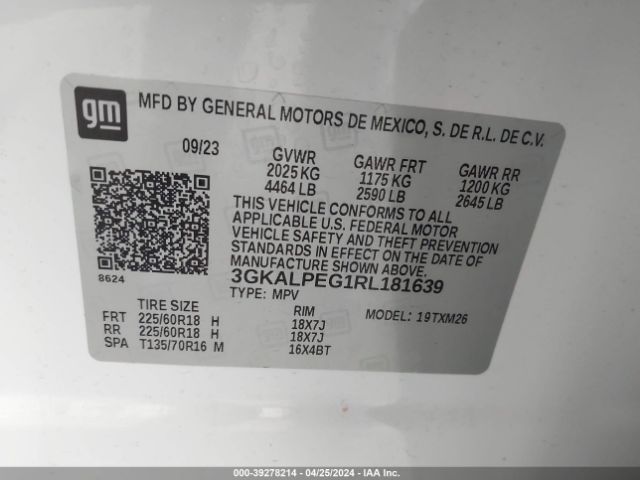 gm
MFD BY GENERAL MOTORS DE MEXICO, S. DE R.L. DE C.V.
09/23
GVWR GAWR FRT GAWR RR
2025 KG 1175 KG 1200 KG
4464 LB 2590 LB 2645 LB
THIS VEHICLE CONFORMS TO ALL
APPLICABLE U.S. FEDERAL MOTOR
VEHICLE SAFETY AND THEFT PREVENTION
STANDARDS IN EFFECT ON THE DATE OF
MANUFACTURE SHOWN ABOVE.
8624
3GKALPEG1RL181639
TYPE: MPV
TIRE SIZE RIM MODEL: 19TXM26
FRT 225/60R18 H 18X7J
RR 225/60R18 H 18X7J
SPA T135/70R16 M 16X4BT
000-39278214 - 04/25/2024 - IAAI.COM